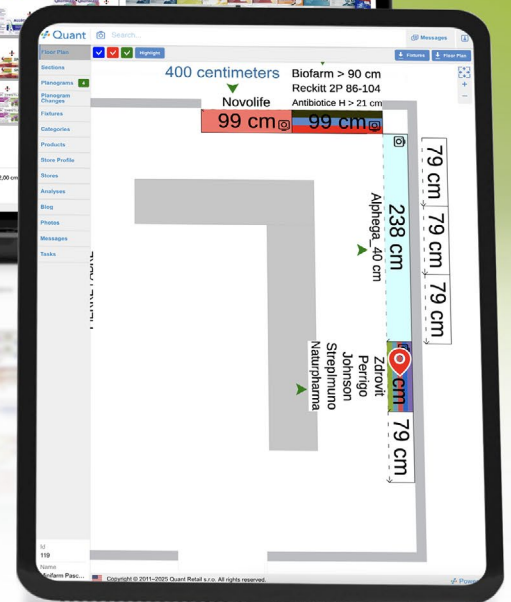 Quant
Search...
Messages
Floor Plan
Highlight
Fixtures
Floor Plan
Sections
Planograms
Planogram
Changes
Fixtures
Categories
Products
Store Profile
Stores
Analyses
Blog
Photos
Messages
Tasks
400 centimeters
Novolife
99 cm
Biofarm > 90 cm
Reckitt 2P 86-104
Antibiotice H > 21 cm
99 cm
238 cm
Alphega_40 cm
79 cm
79 cm
79 cm
cm
Zdrovit
Perrigo
Johnson
StrepImuno
Naturpharma
79 cm
Id
119
Name
Minifarm Pasc...
Copyright © 2011–2025 Quant Retail s.r.o. All rights reserved.